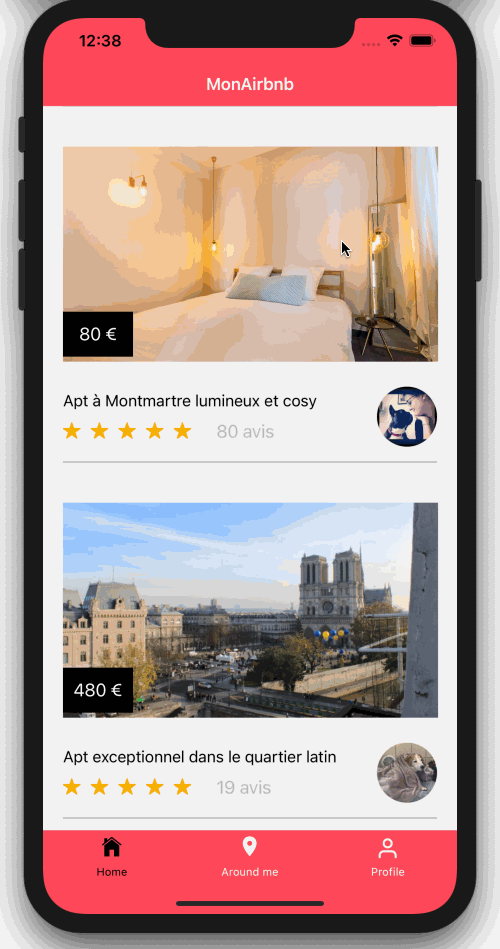 12:38
MonAirbnb
80 €
Apt à Montmartre lumineux et cosy
80 avis
480 €
Apt exceptionnel dans le quartier latin
19 avis
Home
Around me
Profile